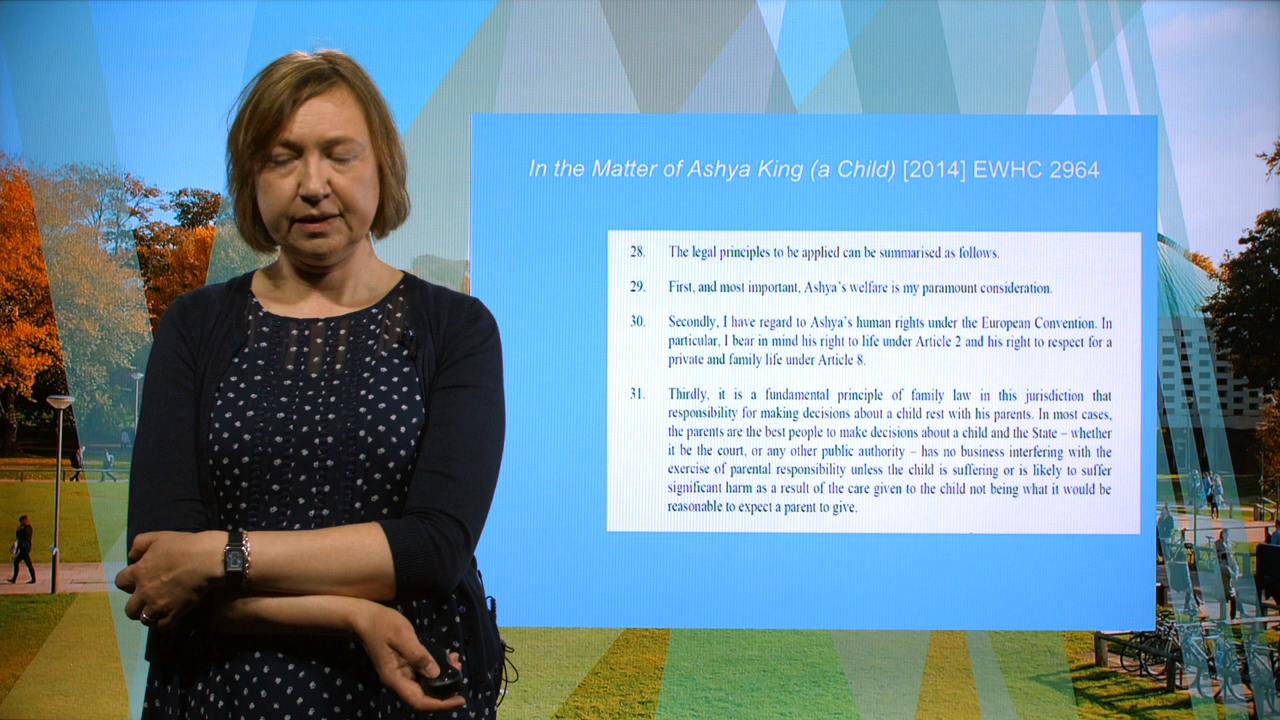 In the Matter of Ashya King (a Child) [2014] EWHC 2964
28. The legal principles to be applied can be summarised as follows.
29. First, and most important, Ashya's welfare is my paramount consideration.
30. Secondly, I have regard to Ashya's human rights under the European Convention. In
particular, I bear in mind his right to life under Article 2 and his right to respect for a
private and family life under Article 8.
31. Thirdly, it is a fundamental principle of family law in this jurisdiction that
responsibility for making decisions about a child rest with his parents. In most cases,
the parents are the best people to make decisions about a child and the State – whether
it be the court, or any other public authority – has no business interfering with the
exercise of parental responsibility unless the child is suffering or is likely to suffer
significant harm as a result of the care given to the child not being what it would be
reasonable to expect a parent to give.